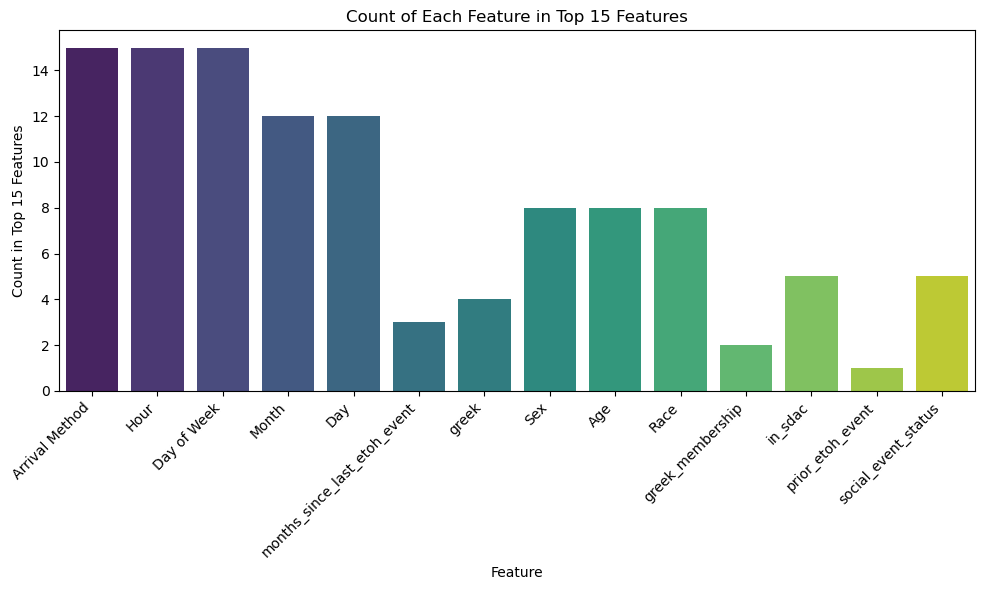 Count of Each Feature in Top 15 Features
Count in Top 15 Features
14
12
10
8
6
4
2
0
Arrival Method
Hour
Day of Week
Month
Day
months_since_last_etoh_event
greek
Sex
Age
Race
greek_membership
in_sdac
prior_etoh_event
social_event_status
Feature